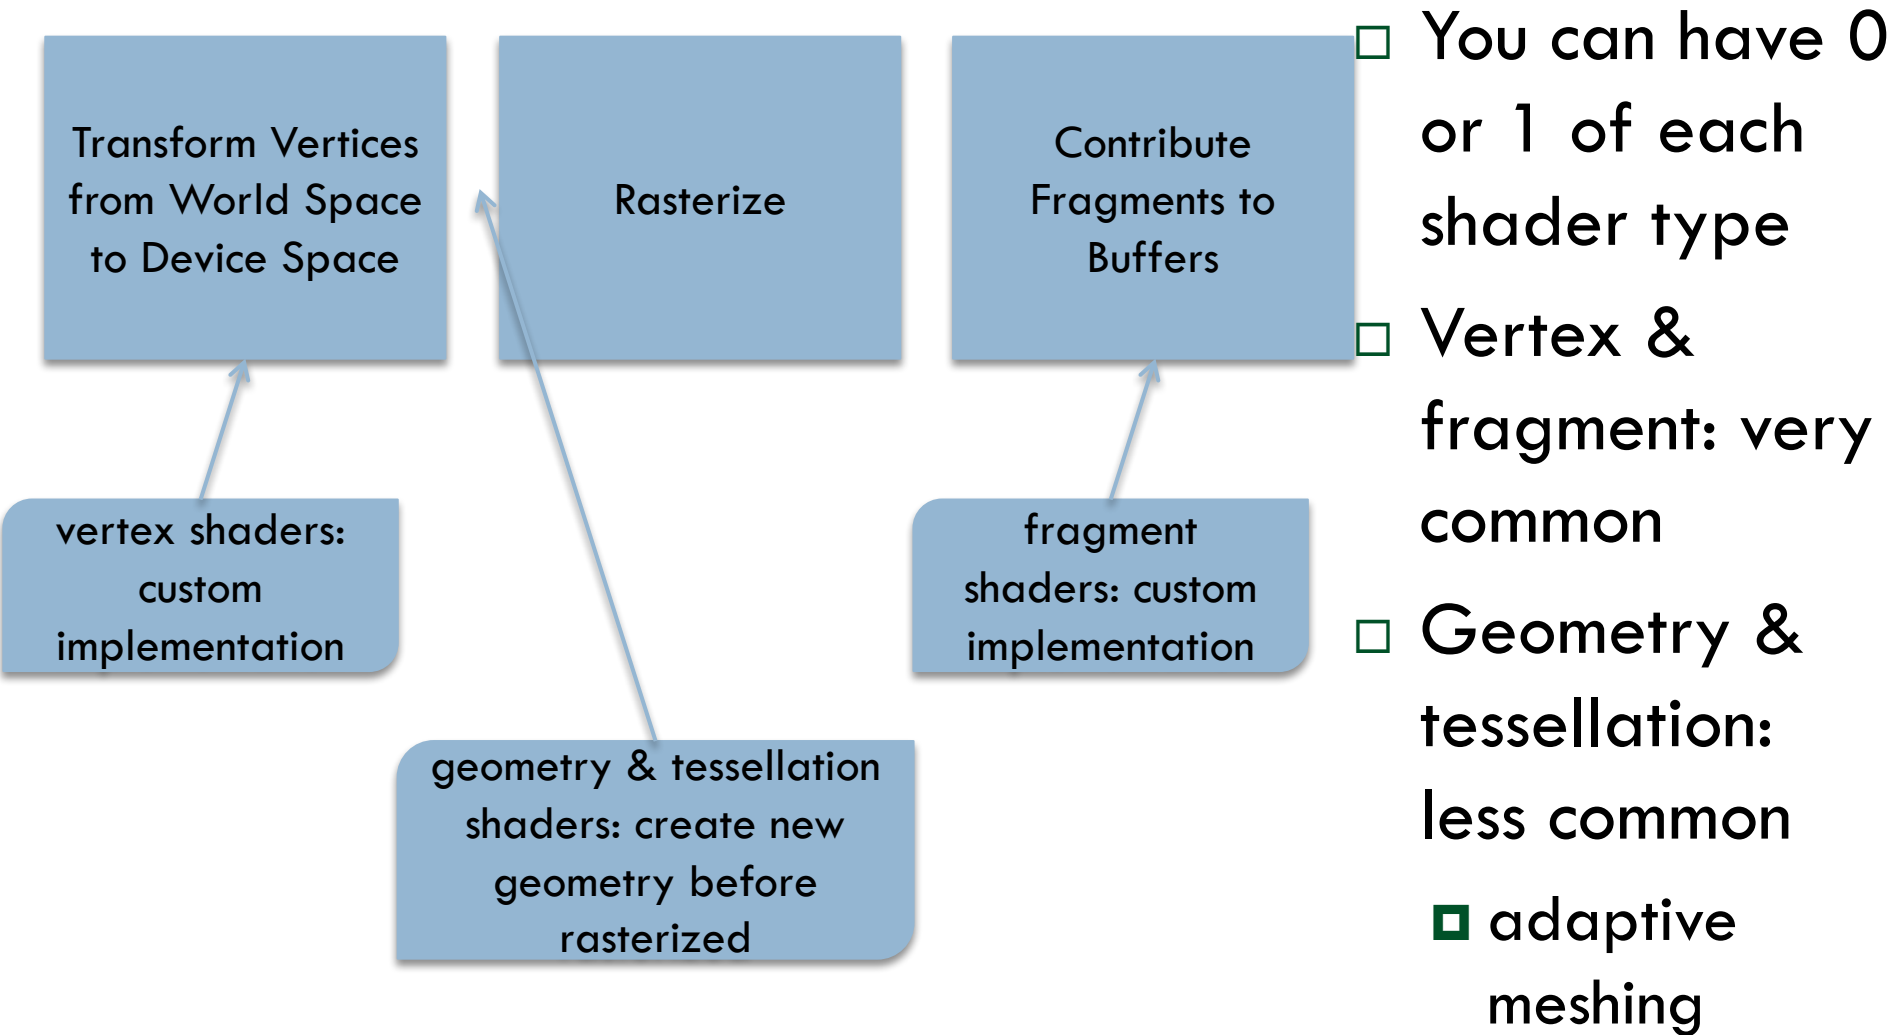 Transform Vertices
from World Space
to Device Space
Rasterize
Contribute
Fragments to
Buffers
vertex shaders:
custom
implementation
geometry & tessellation
shaders: create new
geometry before
rasterized
fragment
shaders: custom
implementation
You can have 0
or 1 of each
shader type
Vertex &
fragment: very
common
Geometry &
tessellation:
less common
adaptive
meshing